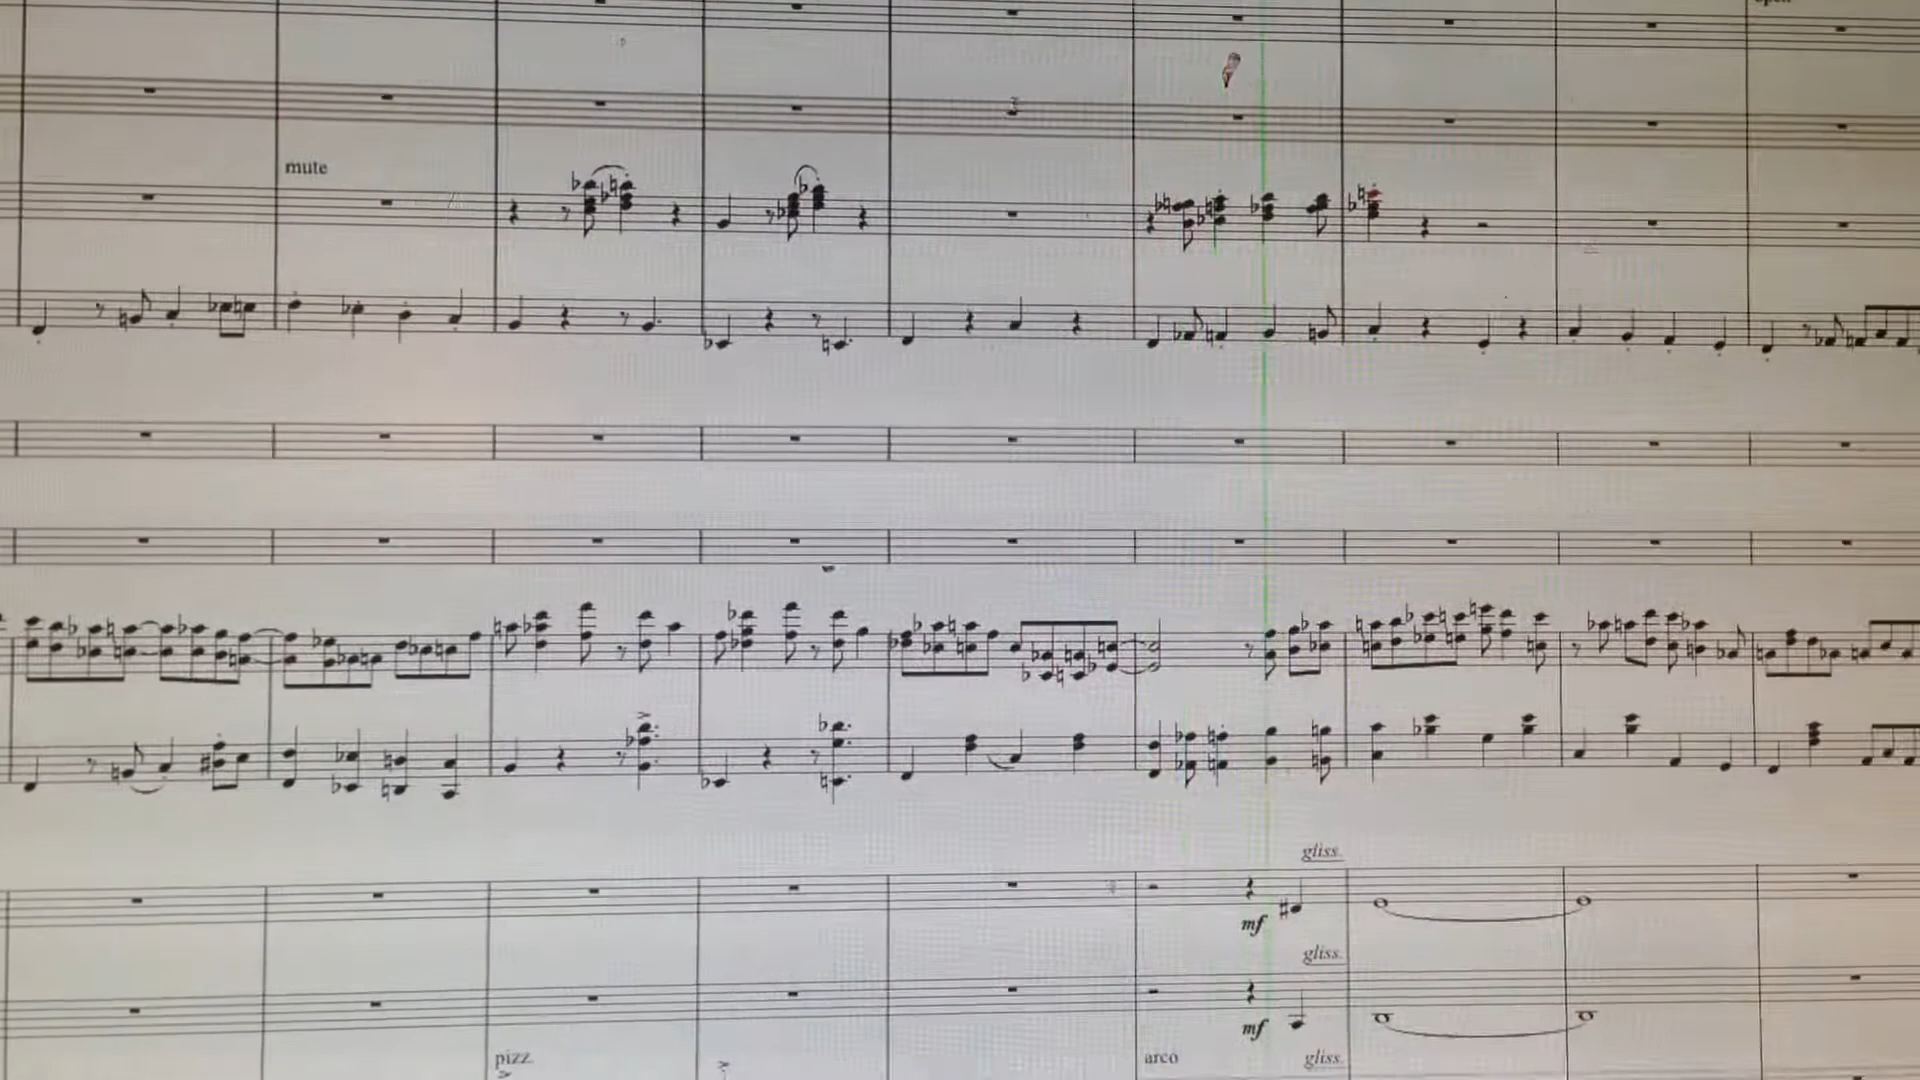 mute
gliss.
mf
gliss.
mf
pizz.
arco
gliss.